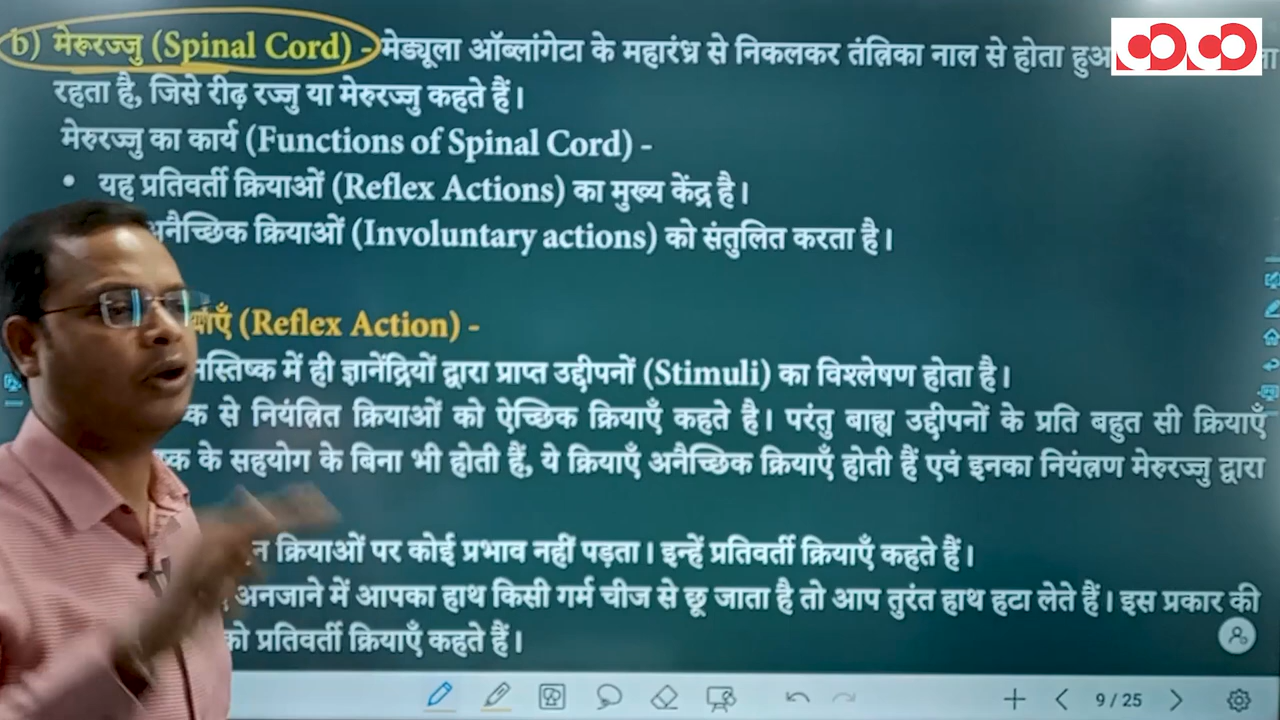 b) मेरूरज्जु (Spinal Cord) - मेड्यूला ऑब्लांगेटा के महारंध्र से निकलकर तंत्रिका नाल से होता हुआ
रहता है, जिसे रीढ़ रज्जु या मेरुरज्जु कहते हैं।
मेरुरज्जु का कार्य (Functions of Spinal Cord) -
• यह प्रतिवर्ती क्रियाओं (Reflex Actions) का मुख्य केंद्र है।
अनैच्छिक क्रियाओं (Involuntary actions) को संतुलित करता है।
(Reflex Action) -
मस्तिष्क में ही ज्ञानेंद्रियों द्वारा प्राप्त उद्दीपनों (Stimuli) का विश्लेषण होता है।
से नियंत्रित क्रियाओं को ऐच्छिक क्रियाएँ कहते है। परंतु बाह्य उद्दीपनों के प्रति बहुत सी क्रियाएँ
के सहयोग के बिना भी होती हैं, ये क्रियाएँ अनैच्छिक क्रियाएँ होती हैं एवं इनका नियंत्रण मेरुरज्जु द्वारा
क्रियाओं पर कोई प्रभाव नहीं पड़ता। इन्हें प्रतिवर्ती क्रियाएँ कहते हैं।
अनजाने में आपका हाथ किसी गर्म चीज से छू जाता है तो आप तुरंत हाथ हटा लेते हैं। इस प्रकार की
को प्रतिवर्ती क्रियाएँ कहते हैं।
9 / 25